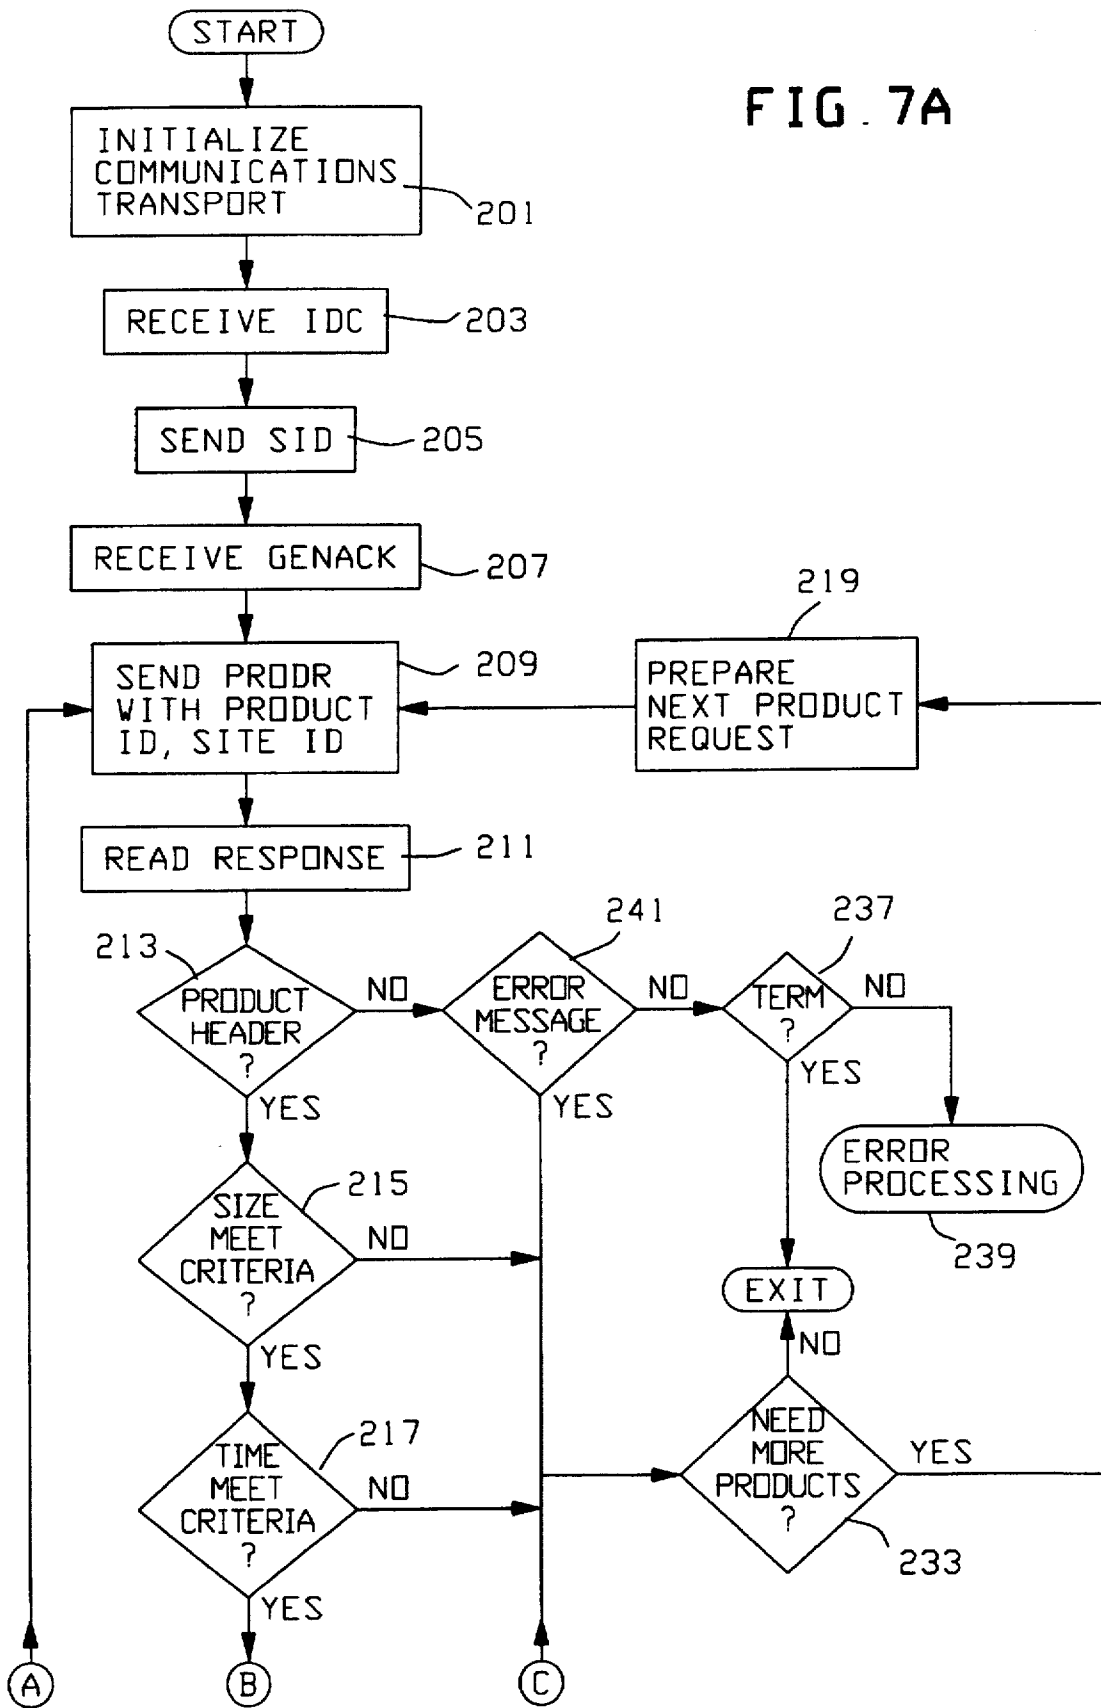 START
FIG. 7A
INITIALIZE
COMMUNICATIONS
TRANSPORT
201
RECEIVE IDC
203
SEND SID
205
RECEIVE GENACK
207
219
SEND PRODR
WITH PRODUCT
ID, SITE ID
209
PREPARE
NEXT PRODUCT
REQUEST
READ RESPONSE
211
213
PRODUCT
HEADER
?
NO
YES
241
ERROR
MESSAGE
?
NO
YES
237
TERM
?
NO
YES
ERROR
PROCESSING
239
215
SIZE
MEET
CRITERIA
?
NO
YES
EXIT
NO
217
TIME
MEET
CRITERIA
?
NO
YES
NEED
MORE
PRODUCTS
?
YES
233
A
B
C